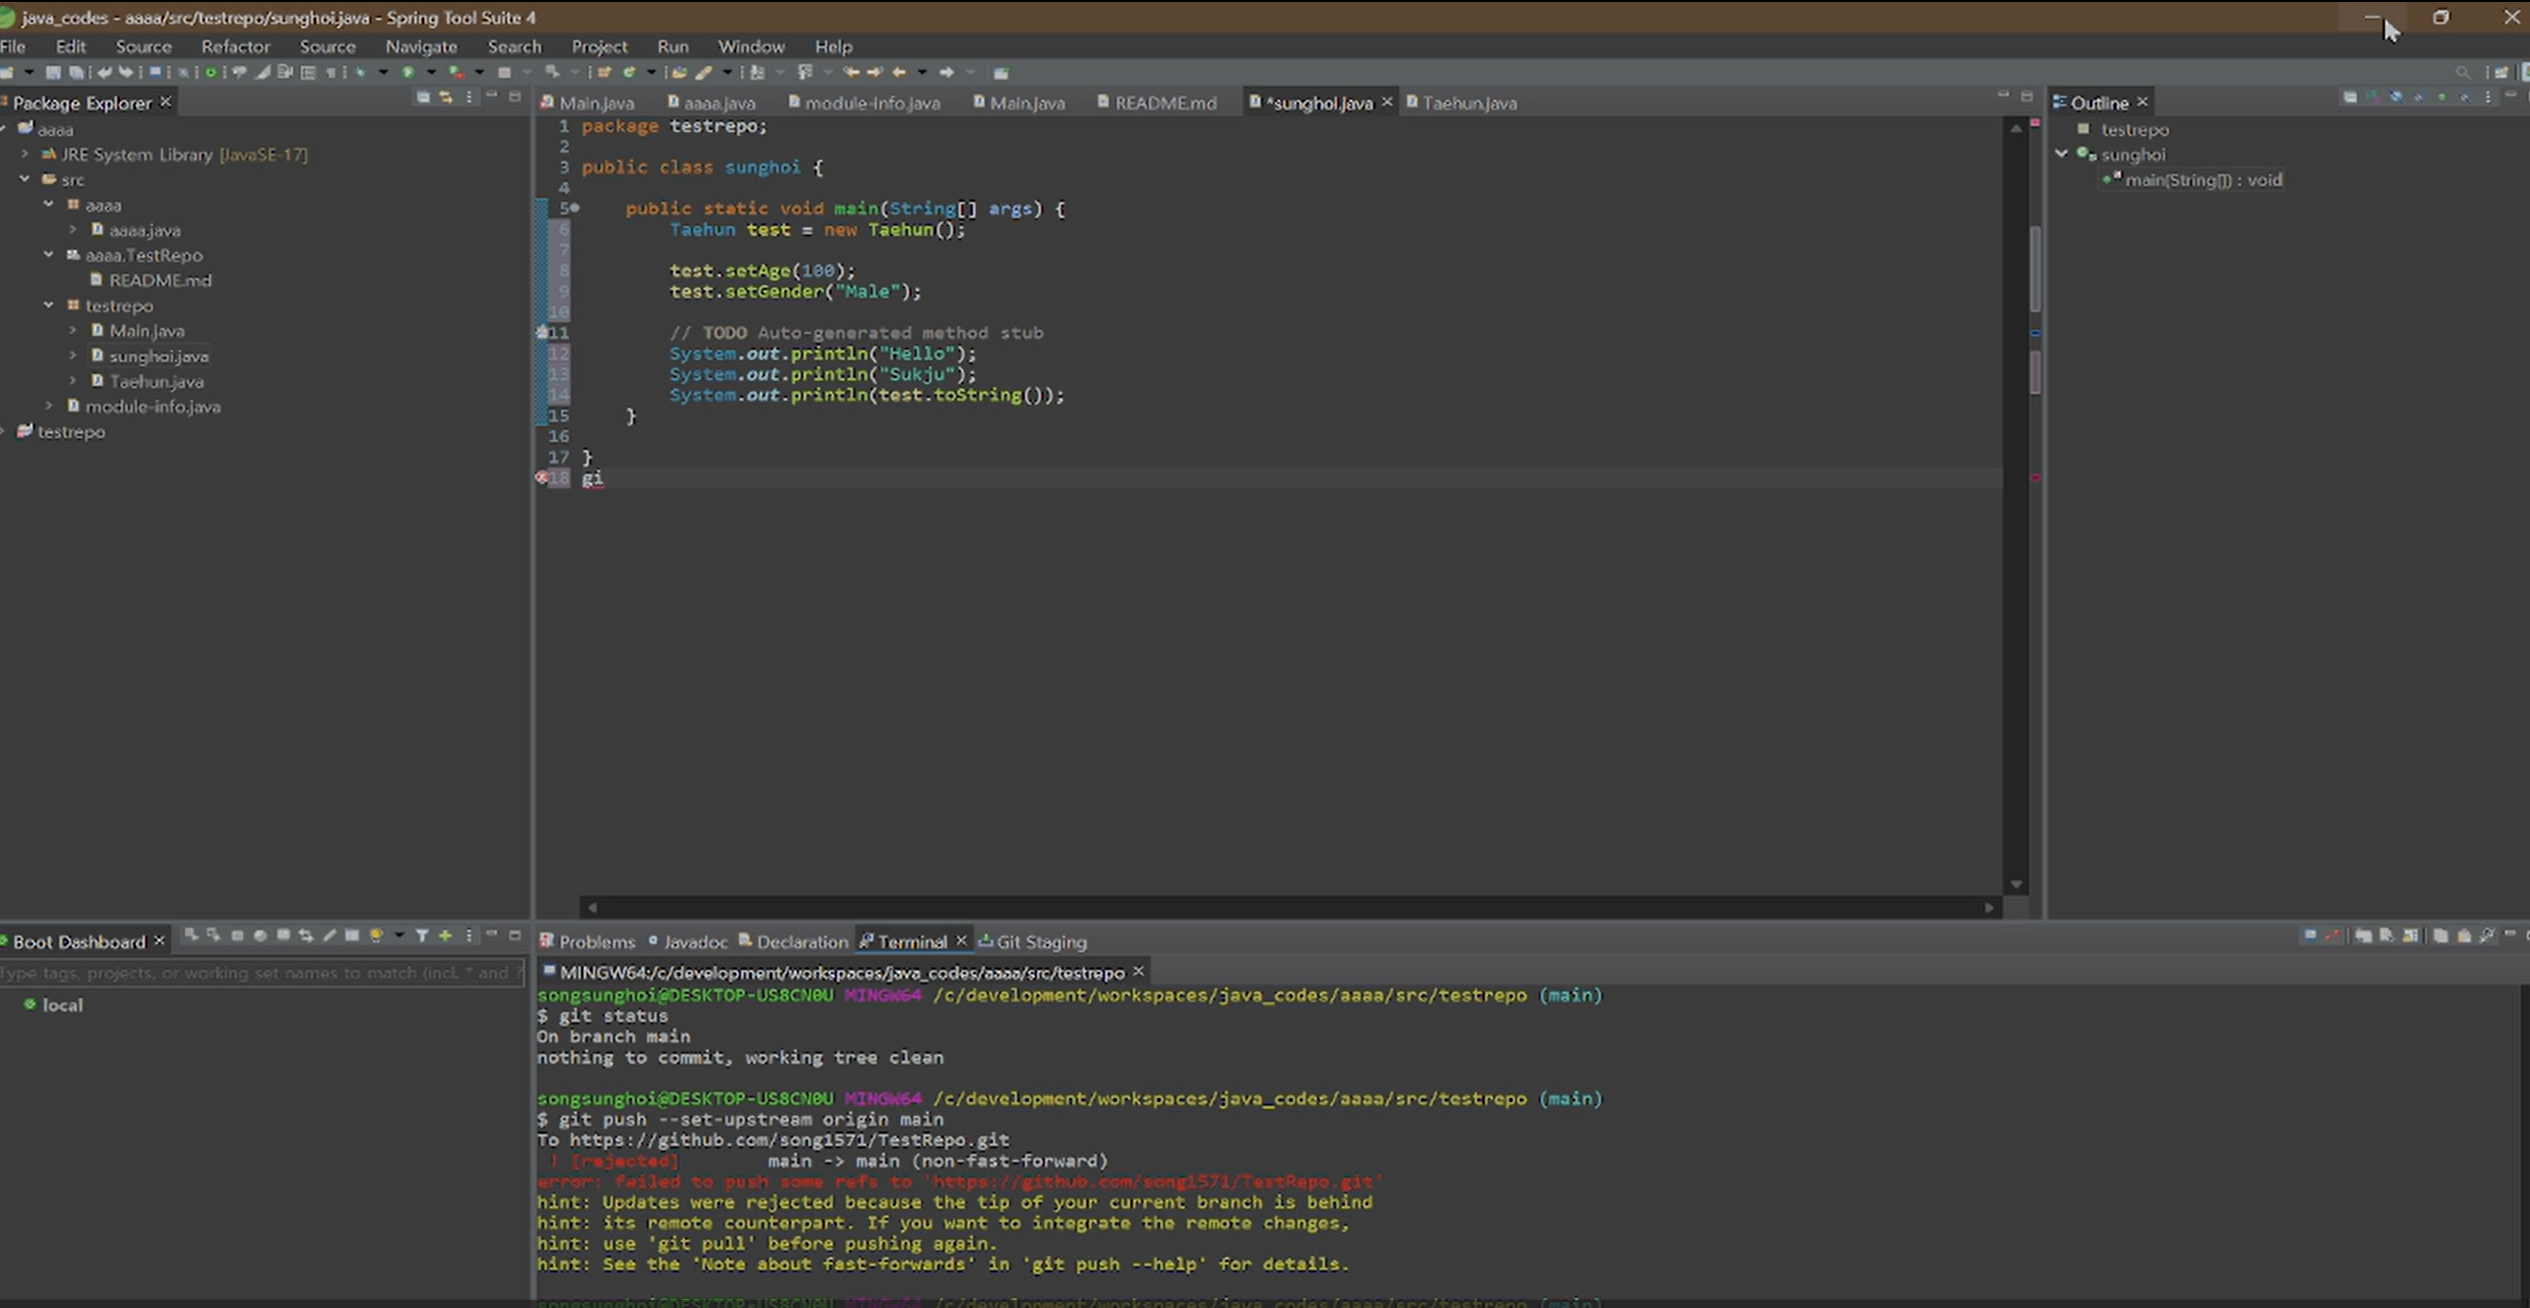 java_codes - aaaa/src/testrepo/sunghoi.java - Spring Tool Suite 4
File Edit Source Refactor Source Navigate Search Project Run Window Help
Package Explorer
aaaa
JRE System Library [JavaSE-17]
src
aaaa
aaaa.java
aaaa.TestRepo
README.md
testrepo
Main.java
sunghoi.java
Taehun.java
module-info.java
testrepo
Main.java aaaa.java module-info.java Main.java README.md *sunghoi.java Taehun.java
1 package testrepo;
2
3 public class sunghoi {
4
5 public static void main(String[] args) {
6 Taehun test = new Taehun();
7
8 test.setAge(100);
9 test.setGender("Male");
10
11 // TODO Auto-generated method stub
12 System.out.println("Hello");
13 System.out.println("Sukju");
14 System.out.println(test.toString());
15 }
16
17 }
18 gi
Outline
testrepo
sunghoi
main(String[]) : void
Boot Dashboard
Type tags, projects, or working set names to match (incl. * and ?
local
Problems Javadoc Declaration Terminal Git Staging
MINGW64:/c/development/workspaces/java_codes/aaaa/src/testrepo
songsunghoi@DESKTOP-US8CN0U MINGW64 /c/development/workspaces/java_codes/aaaa/src/testrepo (main)
$ git status
On branch main
nothing to commit, working tree clean
songsunghoi@DESKTOP-US8CN0U MINGW64 /c/development/workspaces/java_codes/aaaa/src/testrepo (main)
$ git push --set-upstream origin main
To https://github.com/song1571/TestRepo.git
! [rejected] main -> main (non-fast-forward)
error: failed to push some refs to 'https://github.com/song1571/TestRepo.git'
hint: Updates were rejected because the tip of your current branch is behind
hint: its remote counterpart. If you want to integrate the remote changes,
hint: use 'git pull' before pushing again.
hint: See the 'Note about fast-forwards' in 'git push --help' for details.
songsunghoi@DESKTOP-US8CN0U MINGW64 /c/development/workspaces/java_codes/aaaa/src/testrepo (main)